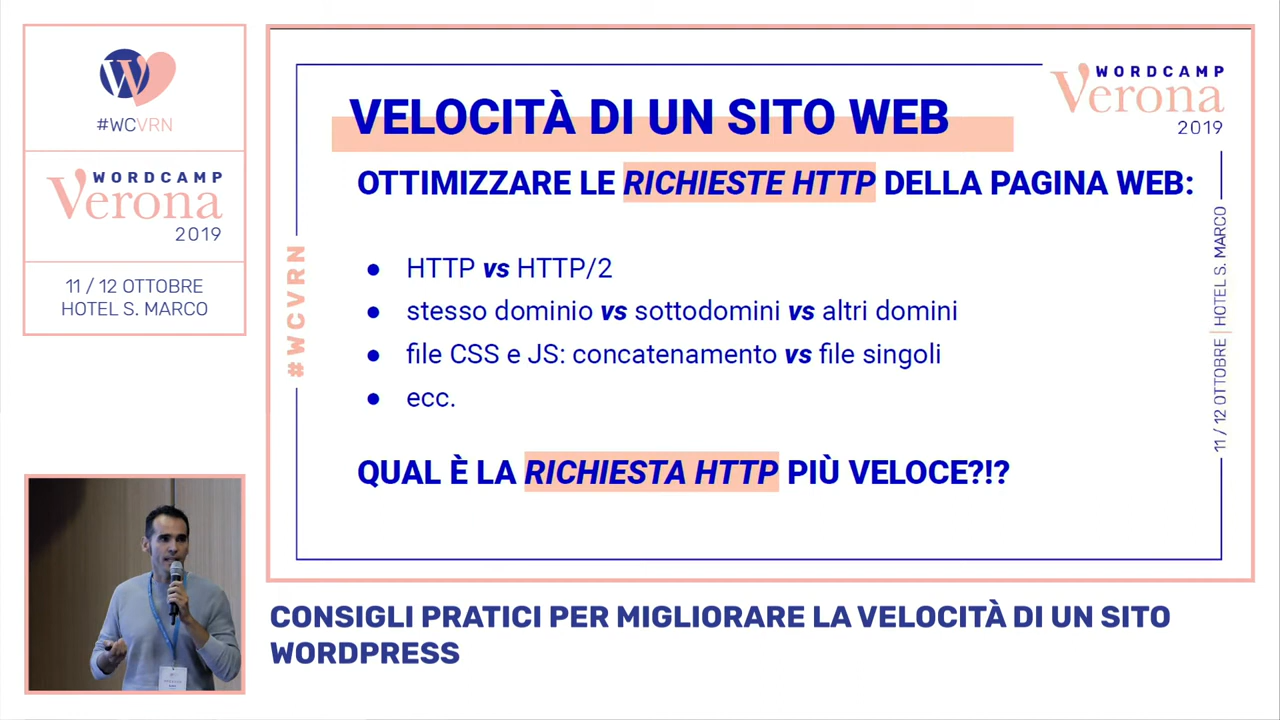 #WCVRN
WORDCAMP
Verona
2019
11 / 12 OTTOBRE
HOTEL S. MARCO
WORDCAMP
Verona
2019
VELOCITÀ DI UN SITO WEB
OTTIMIZZARE LE RICHIESTE HTTP DELLA PAGINA WEB:
● HTTP vs HTTP/2
● stesso dominio vs sottodomini vs altri domini
● file CSS e JS: concatenamento vs file singoli
● ecc.
QUAL È LA RICHIESTA HTTP PIÙ VELOCE?!?
#WCVRN
11 / 12 OTTOBRE | HOTEL S. MARCO
CONSIGLI PRATICI PER MIGLIORARE LA VELOCITÀ DI UN SITO
WORDPRESS